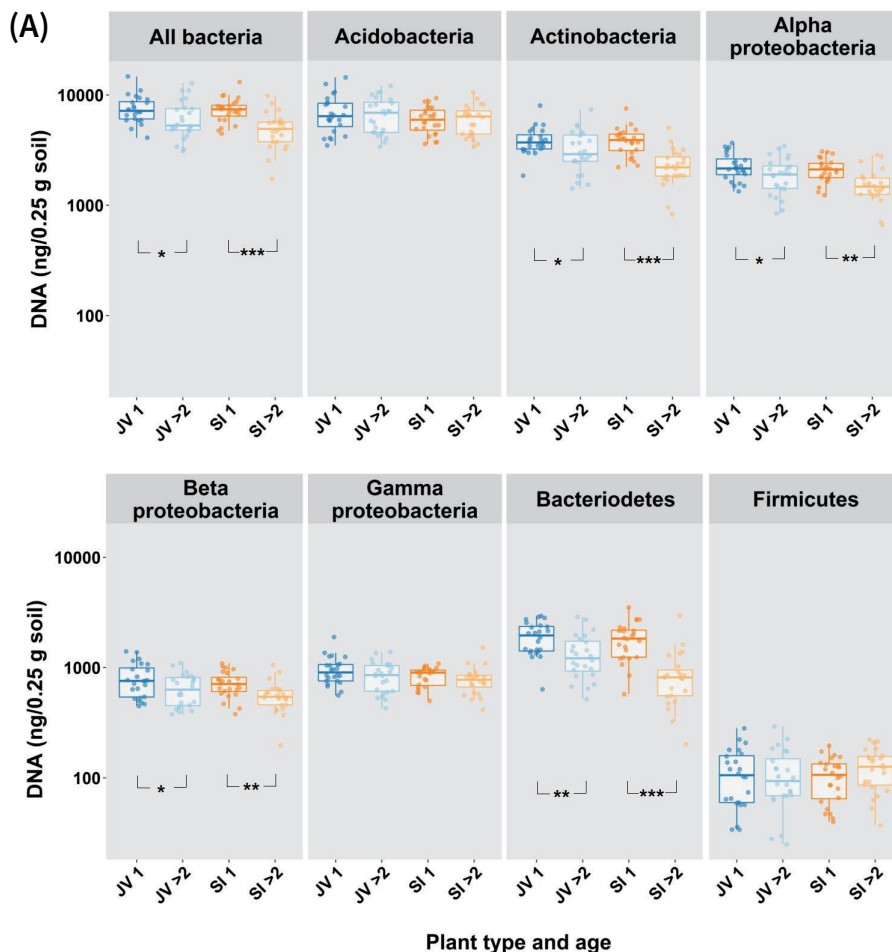 (A)
All bacteria
Acidobacteria
Actinobacteria
Alpha
proteobacteria
DNA (ng/0.25 g soil)
10000
1000
100
* ***
* ***
* **
JV 1 JV >2 SI 1 SI >2
JV 1 JV >2 SI 1 SI >2
JV 1 JV >2 SI 1 SI >2
JV 1 JV >2 SI 1 SI >2
Beta
proteobacteria
Gamma
proteobacteria
Bacteriodetes
Firmicutes
DNA (ng/0.25 g soil)
10000
1000
100
* **
** ***
JV 1 JV >2 SI 1 SI >2
JV 1 JV >2 SI 1 SI >2
JV 1 JV >2 SI 1 SI >2
JV 1 JV >2 SI 1 SI >2
Plant type and age